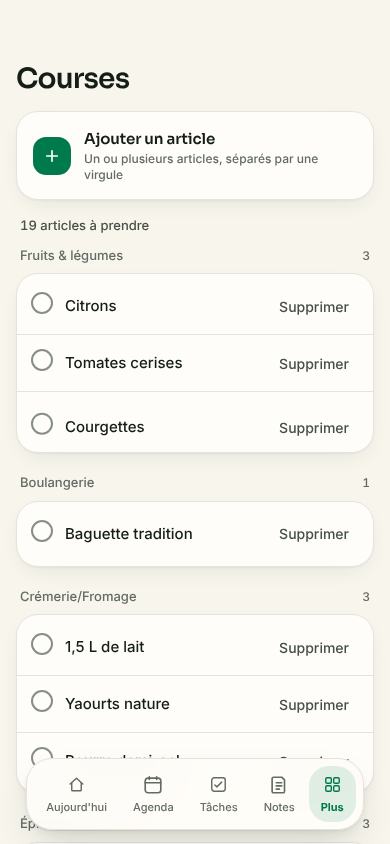 Courses
Ajouter un article
Un ou plusieurs articles, séparés par une
virgule
19 articles à prendre
Fruits & légumes 3
Citrons Supprimer
Tomates cerises Supprimer
Courgettes Supprimer
Boulangerie 1
Baguette tradition Supprimer
Crémerie/Fromage 3
1,5 L de lait Supprimer
Yaourts nature Supprimer
3
Aujourd'hui Agenda Tâches Notes Plus